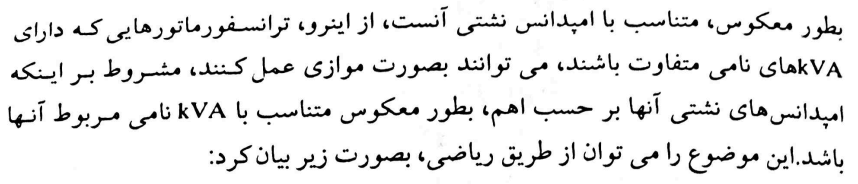 بطور معکوس، متناسب با امپدانس نشتی آنست، از اینرو، ترانسفورماتورهایی که دارای
kVAهای نامی متفاوت باشند، می توانند بصورت موازی عمل کنند، مشروط بر اینکه
امپدانس‌های نشتی آنها بر حسب اهم، بطور معکوس متناسب با kVA نامی مربوط آنها
باشد.این موضوع را می توان از طریق ریاضی، بصورت زیر بیان کرد: